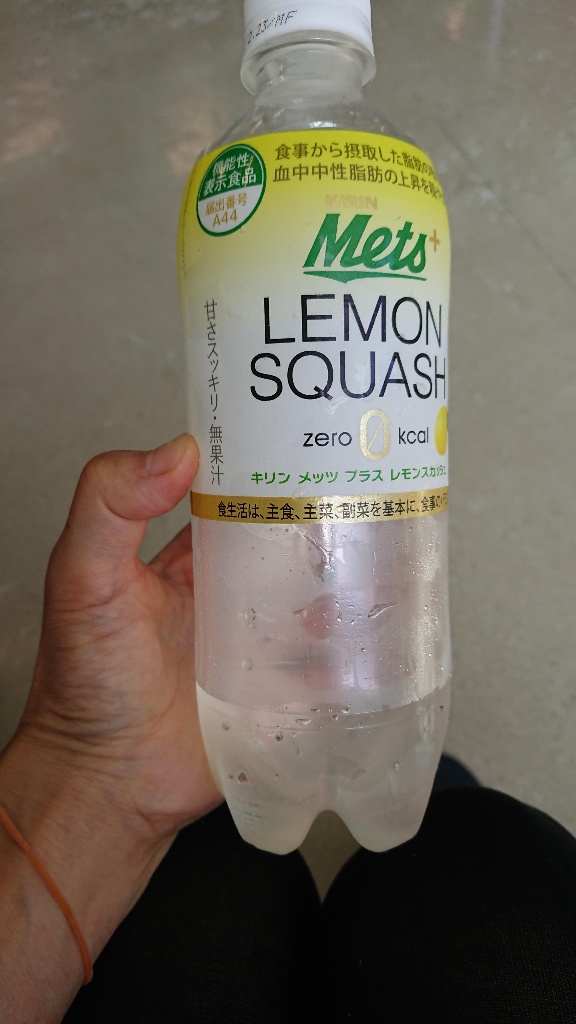 .23/MF
機能性
表示食品
届出番号
A44
食事から摂取した脂肪の
血中中性脂肪の上昇を
KIRIN
Mets+
LEMON
SQUASH
zero 0 kcal
甘さスッキリ・無果汁
キリン メッツ プラス レモンスカッシュ
食生活は、主食、主菜、副菜を基本に、食事の